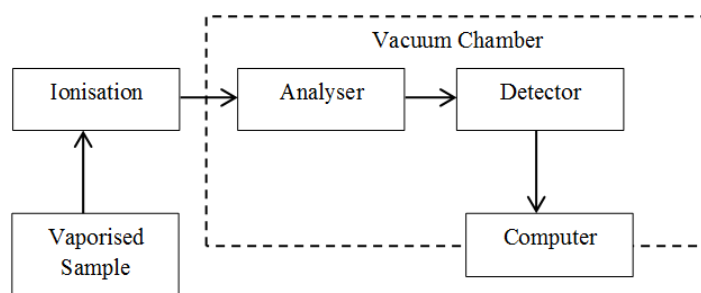 Vacuum Chamber
Ionisation
Analyser
Detector
Vaporised
Sample
Computer